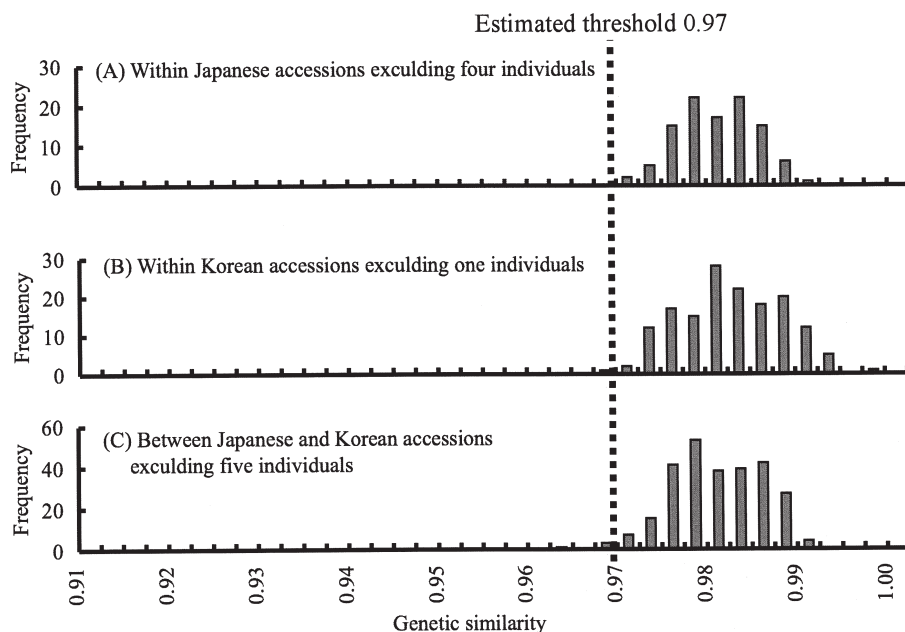 Estimated threshold 0.97
(A) Within Japanese accessions exculding four individuals
Frequency
30
20
10
0
(B) Within Korean accessions exculding one individuals
Frequency
30
20
10
0
(C) Between Japanese and Korean accessions
exculding five individuals
Frequency
60
40
20
0
0.91
0.92
0.93
0.94
0.95
0.96
0.97
0.98
0.99
1.00
Genetic similarity